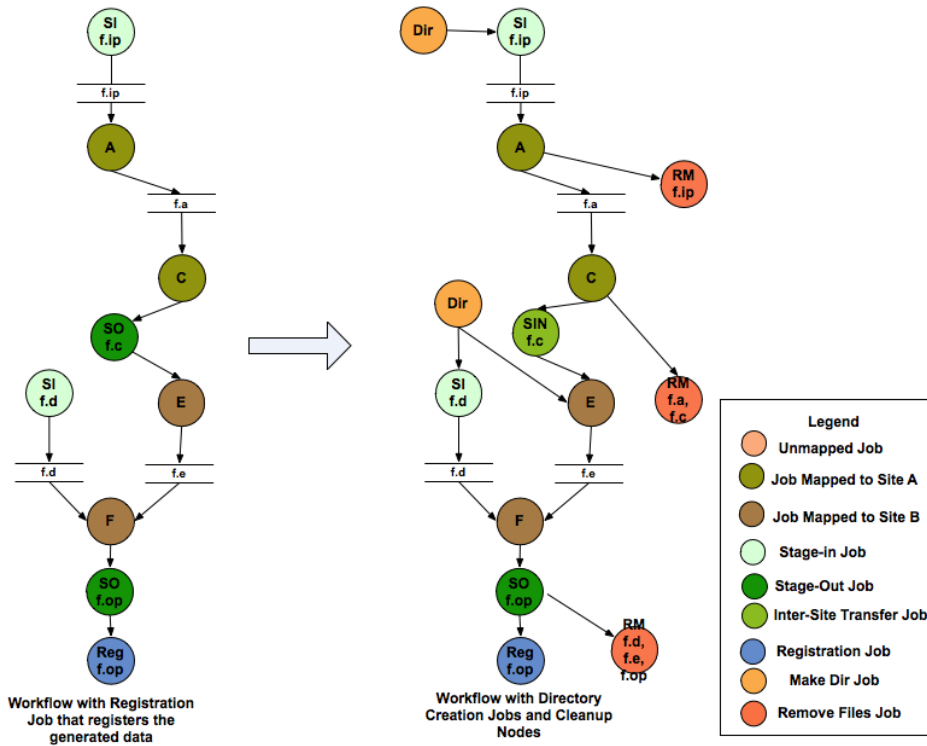 SI
f.ip
f.ip
A
f.a
C
SO
f.c
SI
f.d
E
f.d
f.e
F
SO
f.op
Reg
f.op
Workflow with Registration
Job that registers the
generated data
Dir
SI
f.ip
f.ip
A
RM
f.ip
f.a
C
Dir
SIN
f.c
SI
f.d
E
RM
f.a,
f.c
f.d
f.e
F
SO
f.op
RM
f.d,
f.e,
f.op
Reg
f.op
Workflow with Directory
Creation Jobs and Cleanup
Nodes
Legend
Unmapped Job
Job Mapped to Site A
Job Mapped to Site B
Stage-in Job
Stage-Out Job
Inter-Site Transfer Job
Registration Job
Make Dir Job
Remove Files Job